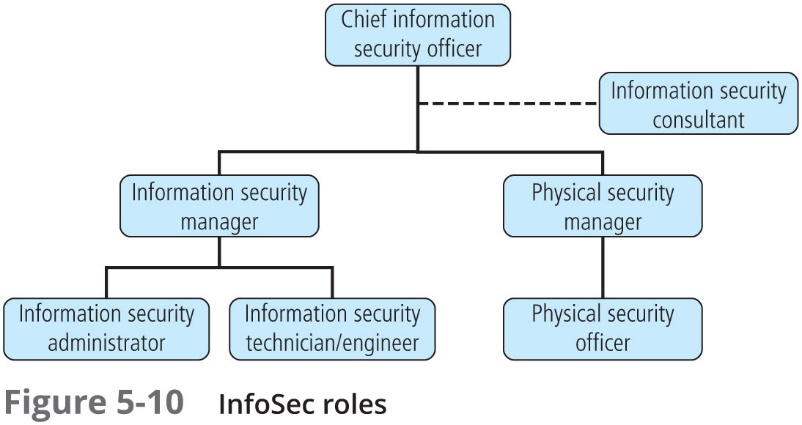 Chief information
security officer
Information security
consultant
Information security
manager
Physical security
manager
Information security
administrator
Information security
technician/engineer
Physical security
officer
Figure 5-10 InfoSec roles